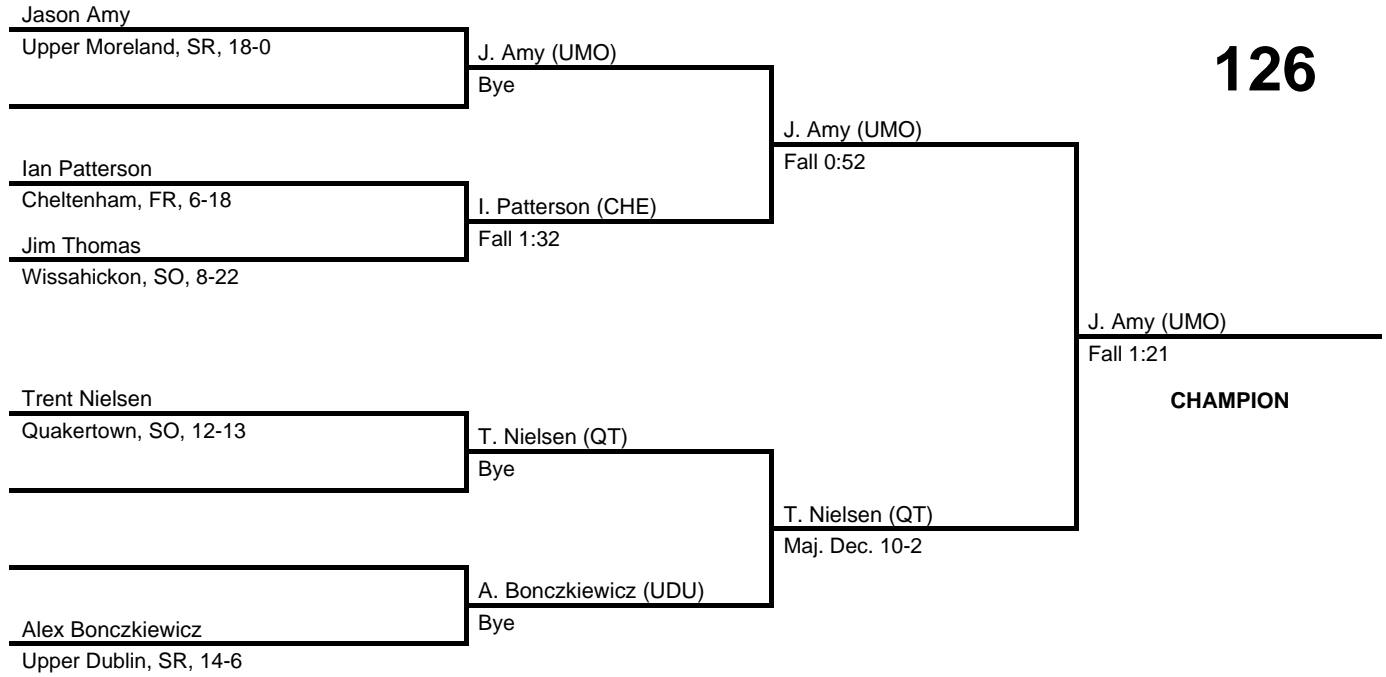 Jason Amy
Upper Moreland, SR, 18-0
J. Amy (UMO)
Bye
126
J. Amy (UMO)
Fall 0:52
Ian Patterson
Cheltenham, FR, 6-18
I. Patterson (CHE)
Fall 1:32
Jim Thomas
Wissahickon, SO, 8-22
J. Amy (UMO)
Fall 1:21
CHAMPION
Trent Nielsen
Quakertown, SO, 12-13
T. Nielsen (QT)
Bye
T. Nielsen (QT)
Maj. Dec. 10-2
A. Bonczkiewicz (UDU)
Bye
Alex Bonczkiewicz
Upper Dublin, SR, 14-6